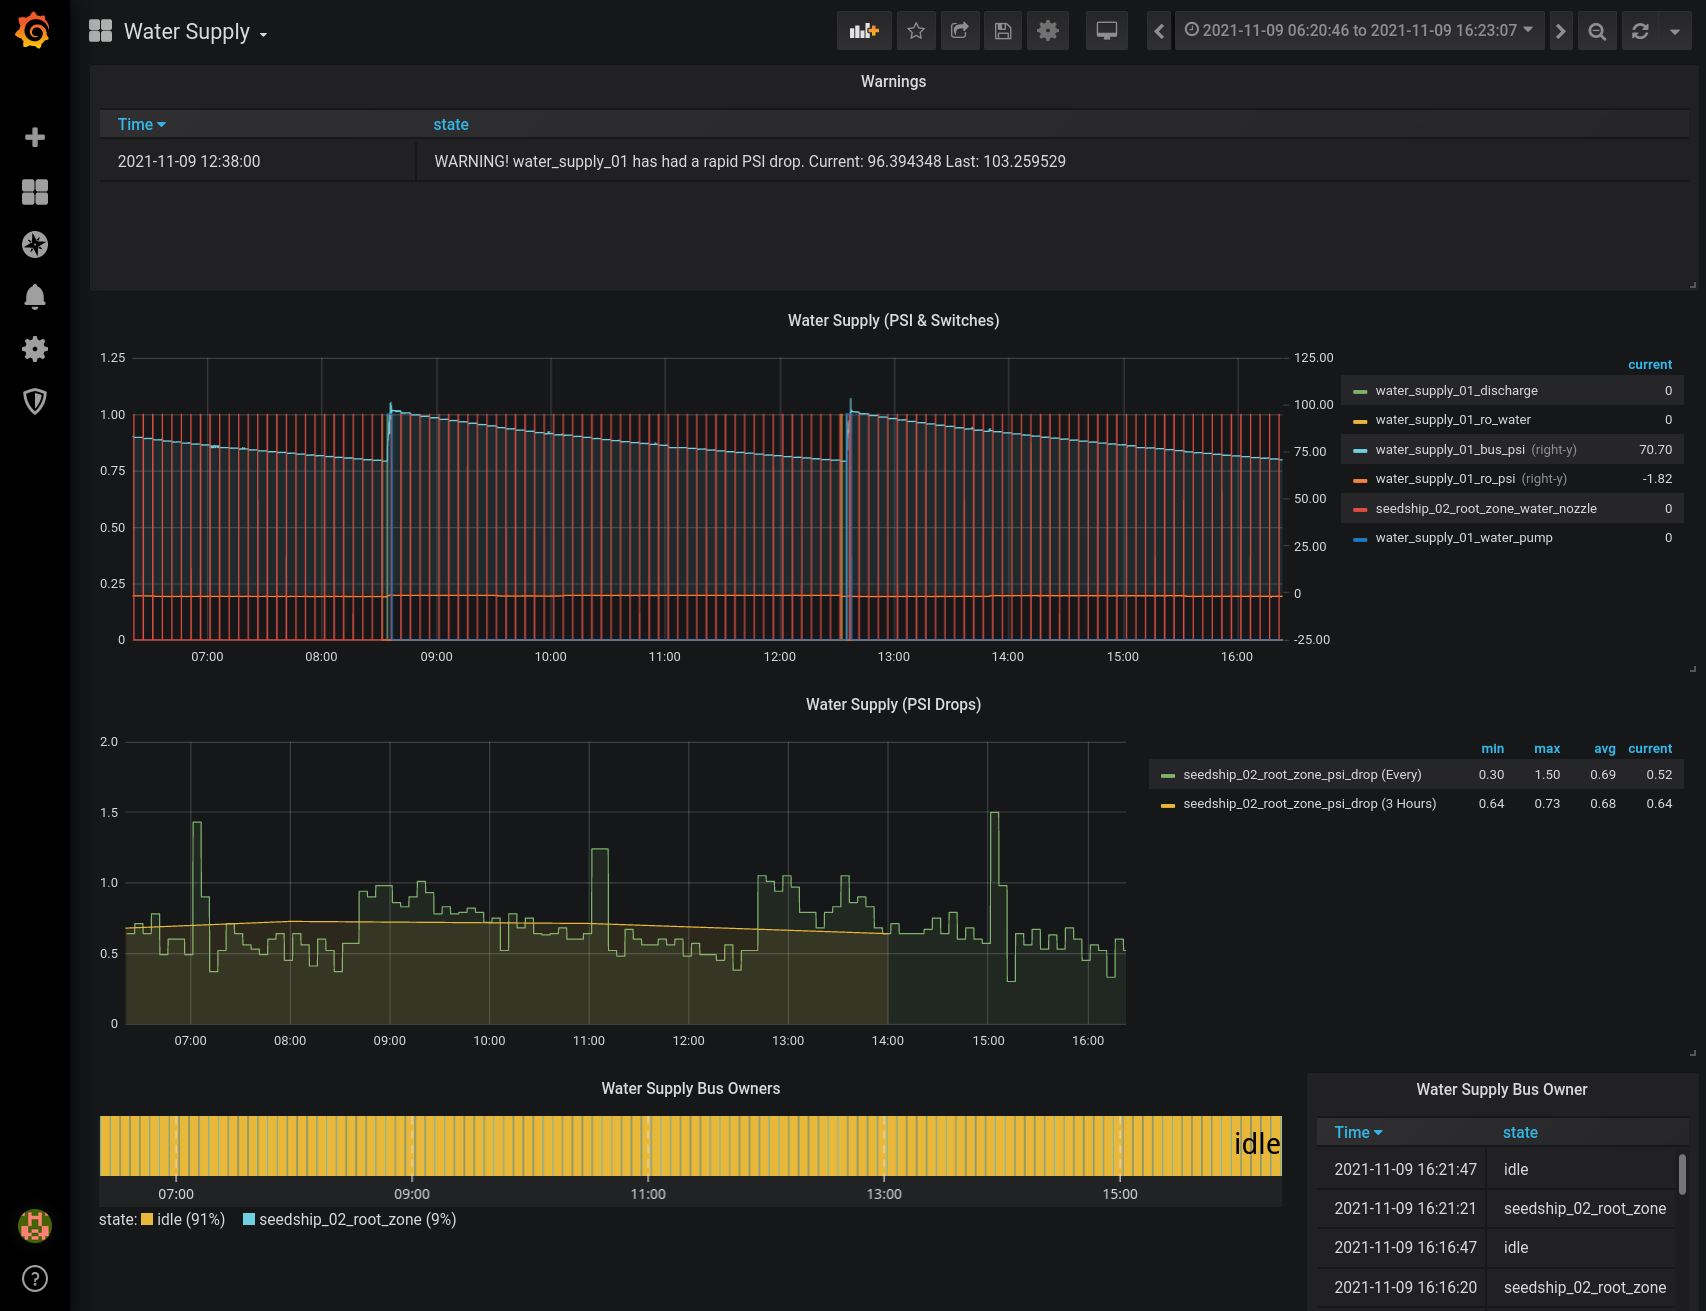 Water Supply
2021-11-09 06:20:46 to 2021-11-09 16:23:07
Warnings
Time state
2021-11-09 12:38:00 WARNING! water_supply_01 has had a rapid PSI drop. Current: 96.394348 Last: 103.259529
Water Supply (PSI & Switches)
1.25
1.00
0.75
0.50
0.25
0
125.00
100.00
75.00
50.00
25.00
0
-25.00
07:00 08:00 09:00 10:00 11:00 12:00 13:00 14:00 15:00 16:00
current
water_supply_01_discharge 0
water_supply_01_ro_water 0
water_supply_01_bus_psi (right-y) 70.70
water_supply_01_ro_psi (right-y) -1.82
seedship_02_root_zone_water_nozzle 0
water_supply_01_water_pump 0
Water Supply (PSI Drops)
2.0
1.5
1.0
0.5
0
07:00 08:00 09:00 10:00 11:00 12:00 13:00 14:00 15:00 16:00
min max avg current
seedship_02_root_zone_psi_drop (Every) 0.30 1.50 0.69 0.52
seedship_02_root_zone_psi_drop (3 Hours) 0.64 0.73 0.68 0.64
Water Supply Bus Owners
idle
07:00 09:00 11:00 13:00 15:00
state: idle (91%) seedship_02_root_zone (9%)
Water Supply Bus Owner
Time state
2021-11-09 16:21:47 idle
2021-11-09 16:21:21 seedship_02_root_zone
2021-11-09 16:16:47 idle
2021-11-09 16:16:20 seedship_02_root_zone